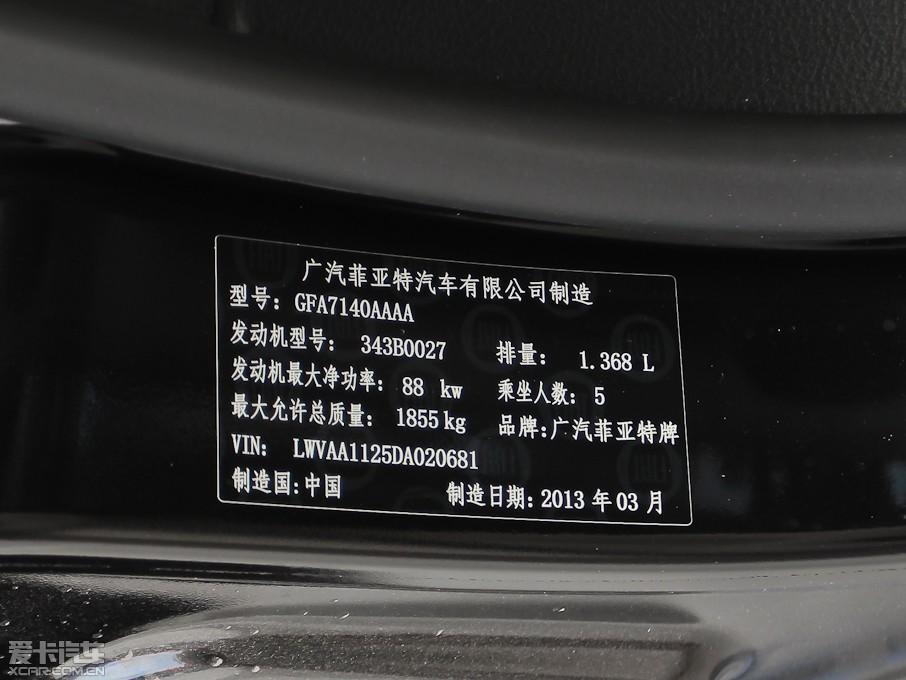 广汽菲亚特汽车有限公司制造
型号: GFA7140AAAA
发动机型号: 343B0027 排量: 1.368 L
发动机最大净功率: 88 kw 乘坐人数: 5
最大允许总质量: 1855kg 品牌:广汽菲亚特牌
VIN: LWVAA1125DA020681
制造国:中国 制造日期: 2013 年 03 月
爱卡汽车
XCAR.COM.CN